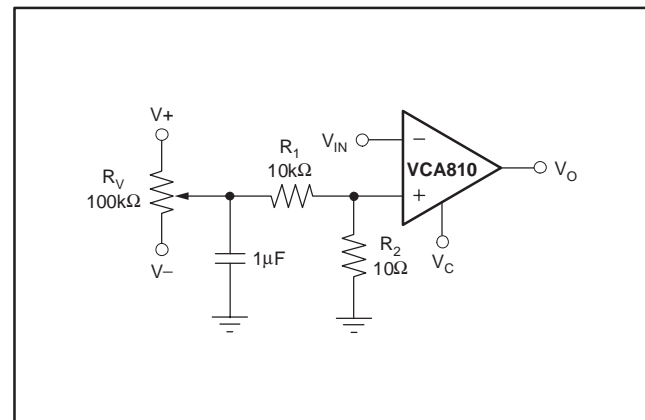 V+
R_V
100kΩ
V−
1μF
R_1
10kΩ
R_2
10Ω
V_IN
−
VCA810
+
V_C
V_O